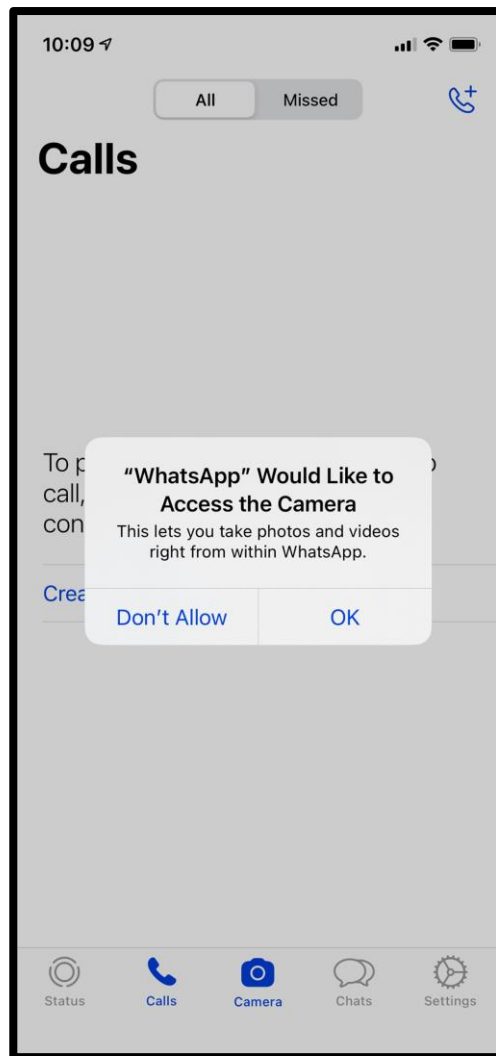 10:09
All Missed
Calls
To p
call,
con
Crea
“WhatsApp” Would Like to
Access the Camera
This lets you take photos and videos
right from within WhatsApp.
Don’t Allow OK
Status Calls Camera Chats Settings